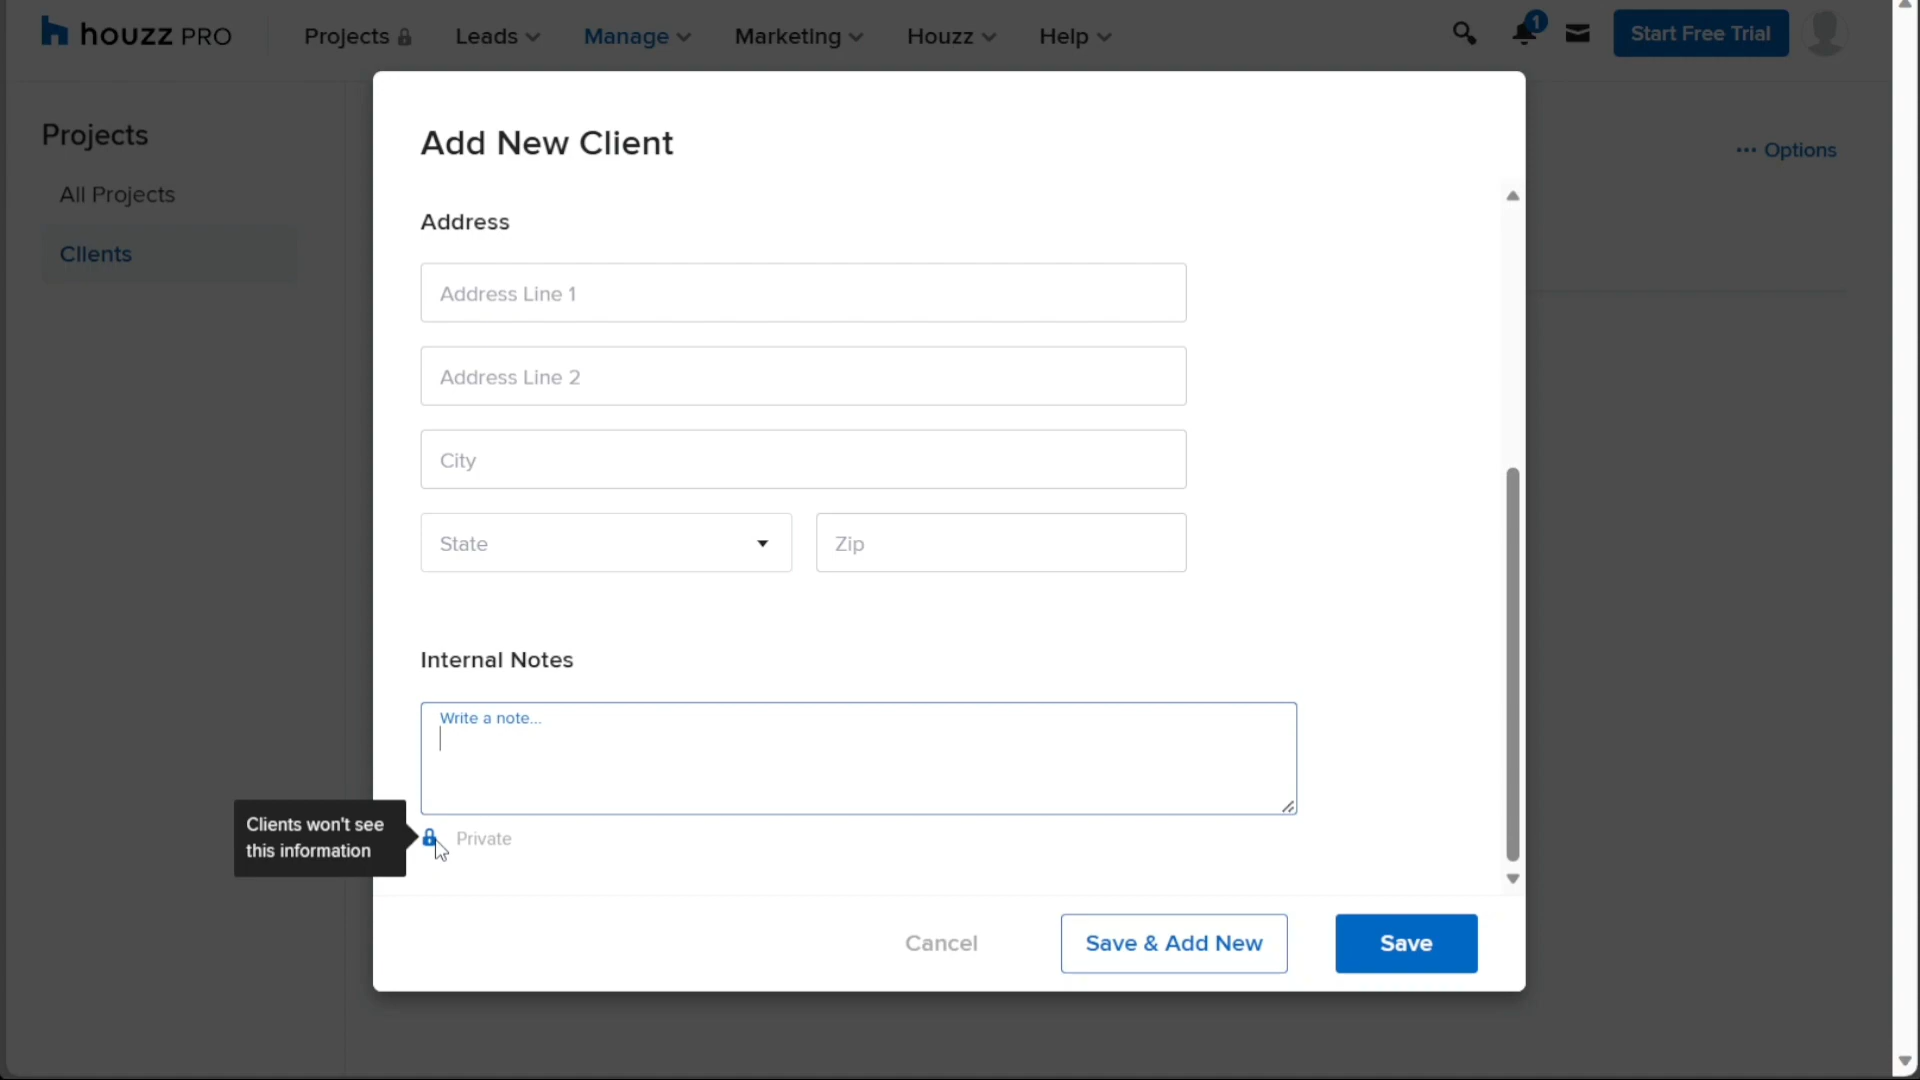 houzz PRO
Projects
Leads
Manage
Marketing
Houzz
Help
1
Start Free Trial
Projects
All Projects
Clients
Options
Add New Client
Address
Address Line 1
Address Line 2
City
State
Zip
Internal Notes
Write a note...
Clients won't see
this information
Private
Cancel
Save & Add New
Save